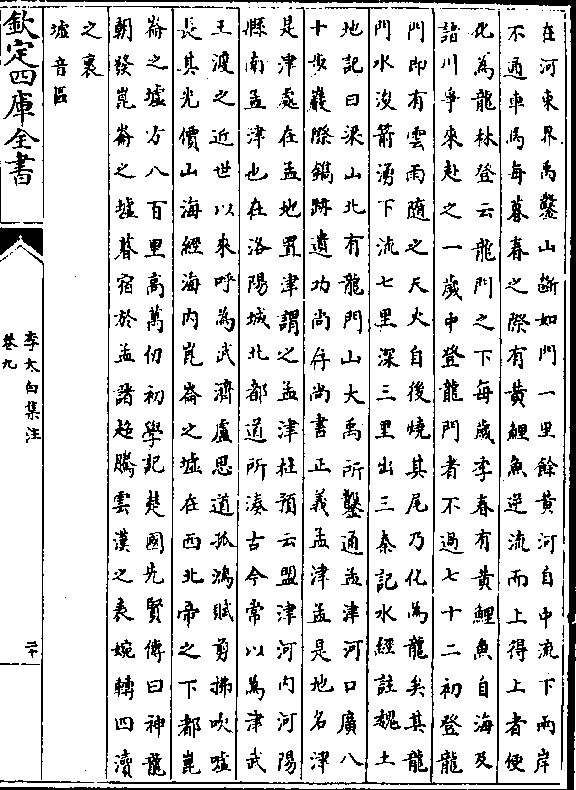 在河東界禹鑿山斷如門一里餘黃河自中流下兩岸
不通車馬每暮春之際有黃鯉魚逆流而上得上者便
化為龍林登云龍門之下每歲季春有黃鯉魚自海及
諸川爭來赴之一歲中登龍門者不過七十二初登龍
門即有雲雨隨之天火自後燒其尾乃化為龍矣其龍
門水浚箭湧下流七里深三里出三秦記水經註魏土
地記曰梁山北有龍門山大禹所鑿通孟津河口廣八
十步巖際鐫跡遺功尚存尚書正義孟津孟是地名津
是津處在孟地置津謂之孟津杜預云盟津河內河陽
縣南孟津也在洛陽城北都道所湊古今常以為津武
王渡之近世以來呼為武濟盧思道孤鴻賦剪拂吹噓
長其光價山海經海內崑崙之墟在西北帝之下都崑
崙之墟方八百里高萬仞初學記楚國先賢傳曰神龍
朝發崑崙之墟暮宿於孟諸超騰雲漢之表婉轉四瀆
之裏
墟音區
欽定四庫全書
李太白集注
卷九
二十